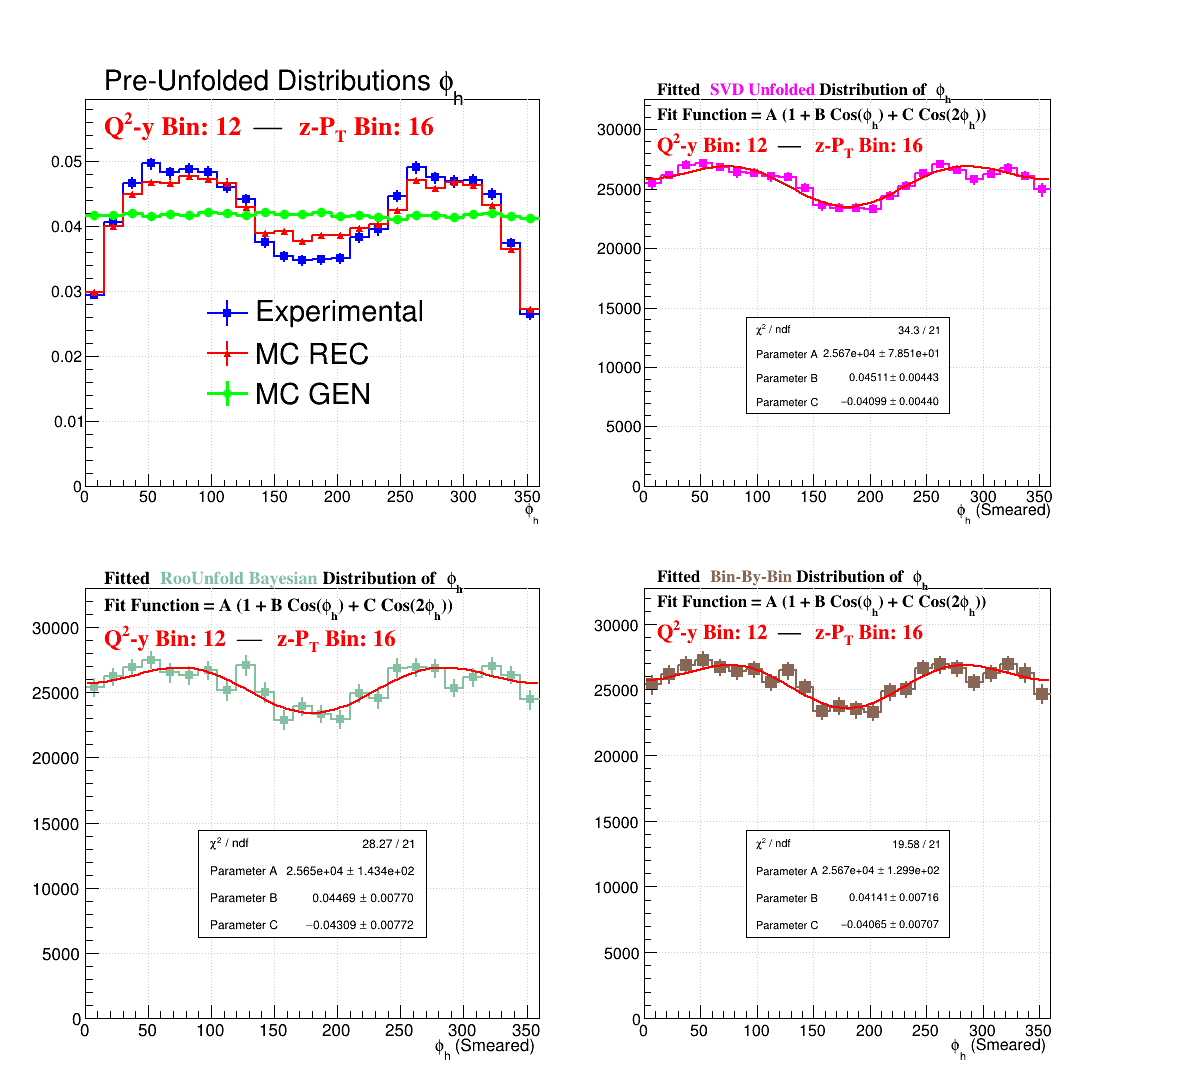 Pre-Unfolded Distributions ϕh
Q²-y Bin: 12 — z-PT Bin: 16
0.05
0.04
0.03
0.02
0.01
0
Experimental
MC REC
MC GEN
0 50 100 150 200 250 300 350
ϕh
Fitted SVD Unfolded Distribution of ϕh
Fit Function = A (1 + B Cos(ϕh) + C Cos(2ϕh))
Q²-y Bin: 12 — z-PT Bin: 16
30000
25000
20000
15000
10000
5000
0
χ² / ndf 34.3 / 21
Parameter A 2.567e+04 ± 7.851e+01
Parameter B 0.04511 ± 0.00443
Parameter C −0.04099 ± 0.00440
0 50 100 150 200 250 300 350
ϕh (Smeared)
Fitted RooUnfold Bayesian Distribution of ϕh
Fit Function = A (1 + B Cos(ϕh) + C Cos(2ϕh))
Q²-y Bin: 12 — z-PT Bin: 16
30000
25000
20000
15000
10000
5000
0
χ² / ndf 28.27 / 21
Parameter A 2.565e+04 ± 1.434e+02
Parameter B 0.04469 ± 0.00770
Parameter C −0.04309 ± 0.00772
0 50 100 150 200 250 300 350
ϕh (Smeared)
Fitted Bin-By-Bin Distribution of ϕh
Fit Function = A (1 + B Cos(ϕh) + C Cos(2ϕh))
Q²-y Bin: 12 — z-PT Bin: 16
30000
25000
20000
15000
10000
5000
0
χ² / ndf 19.58 / 21
Parameter A 2.567e+04 ± 1.299e+02
Parameter B 0.04141 ± 0.00716
Parameter C −0.04065 ± 0.00707
0 50 100 150 200 250 300 350
ϕh (Smeared)